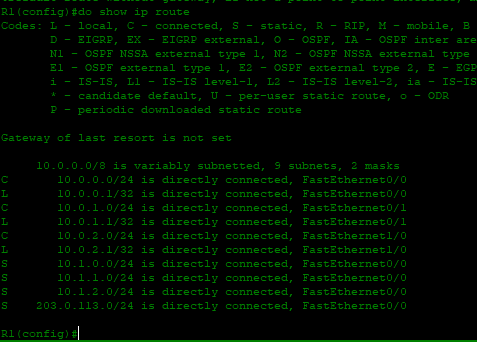 R1(config)#do show ip route
Codes: L - local, C - connected, S - static, R - RIP, M - mobile, B
D - EIGRP, EX - EIGRP external, O - OSPF, IA - OSPF inter are
N1 - OSPF NSSA external type 1, N2 - OSPF NSSA external type
E1 - OSPF external type 1, E2 - OSPF external type 2, E - EGP
i - IS-IS, L1 - IS-IS level-1, L2 - IS-IS level-2, ia - IS-IS
* - candidate default, U - per-user static route, o - ODR
P - periodic downloaded static route
Gateway of last resort is not set
10.0.0.0/8 is variably subnetted, 9 subnets, 2 masks
C 10.0.0.0/24 is directly connected, FastEthernet0/0
L 10.0.0.1/32 is directly connected, FastEthernet0/0
C 10.0.1.0/24 is directly connected, FastEthernet0/1
L 10.0.1.1/32 is directly connected, FastEthernet0/1
C 10.0.2.0/24 is directly connected, FastEthernet1/0
L 10.0.2.1/32 is directly connected, FastEthernet1/0
S 10.1.0.0/24 is directly connected, FastEthernet0/0
S 10.1.1.0/24 is directly connected, FastEthernet0/0
S 10.1.2.0/24 is directly connected, FastEthernet0/0
S 203.0.113.0/24 is directly connected, FastEthernet0/0
R1(config)#